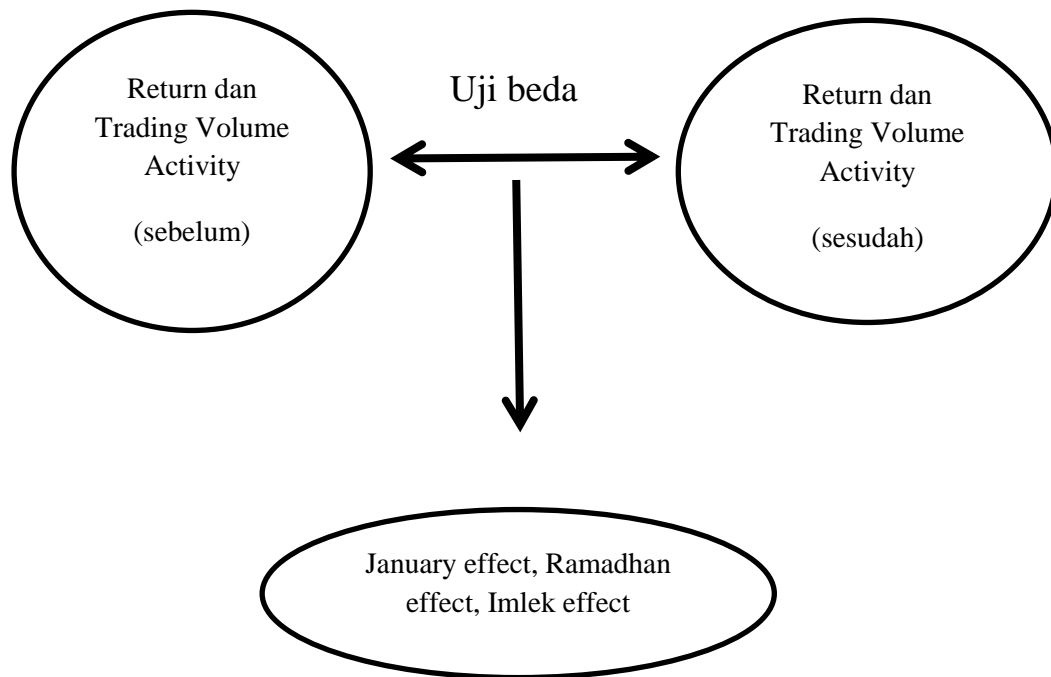 Return dan
Trading Volume
Activity
(sebelum)
Uji beda
Return dan
Trading Volume
Activity
(sesudah)
January effect, Ramadhan
effect, Imlek effect